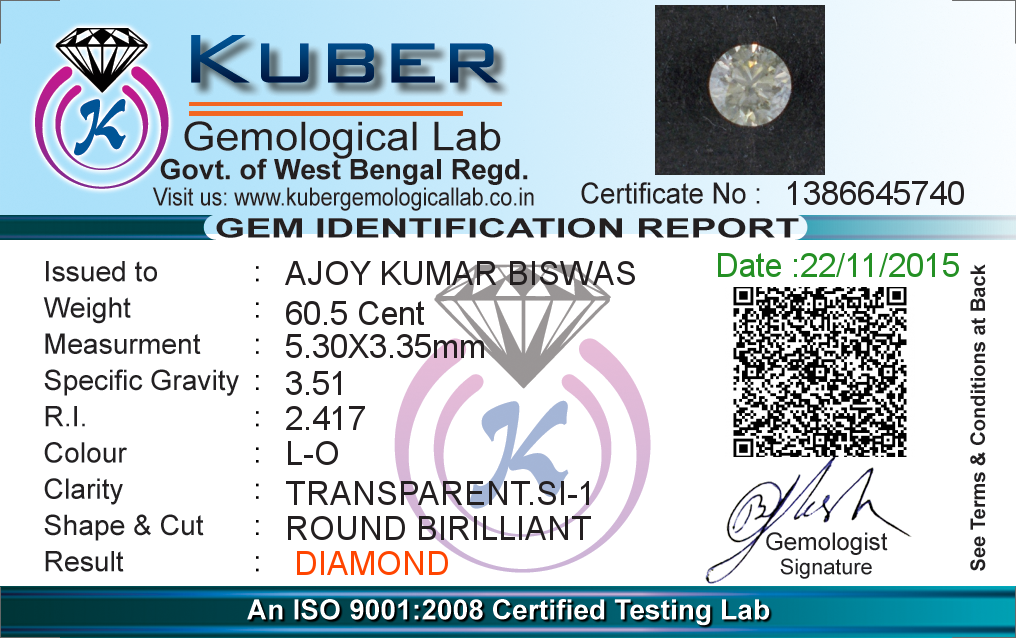 KUBER
Gemological Lab
Govt. of West Bengal Regd.
Visit us: www.kubergemologicallab.co.in
Certificate No : 1386645740
GEM IDENTIFICATION REPORT
Date :22/11/2015
Issued to : AJOY KUMAR BISWAS
Weight : 60.5 Cent
Measurment : 5.30X3.35mm
Specific Gravity : 3.51
R.I. : 2.417
Colour : L-O
Clarity : TRANSPARENT.SI-1
Shape & Cut : ROUND BIRILLIANT
Result : DIAMOND
K
K
See Terms & Conditions at Back
Gemologist
Signature
An ISO 9001:2008 Certified Testing Lab